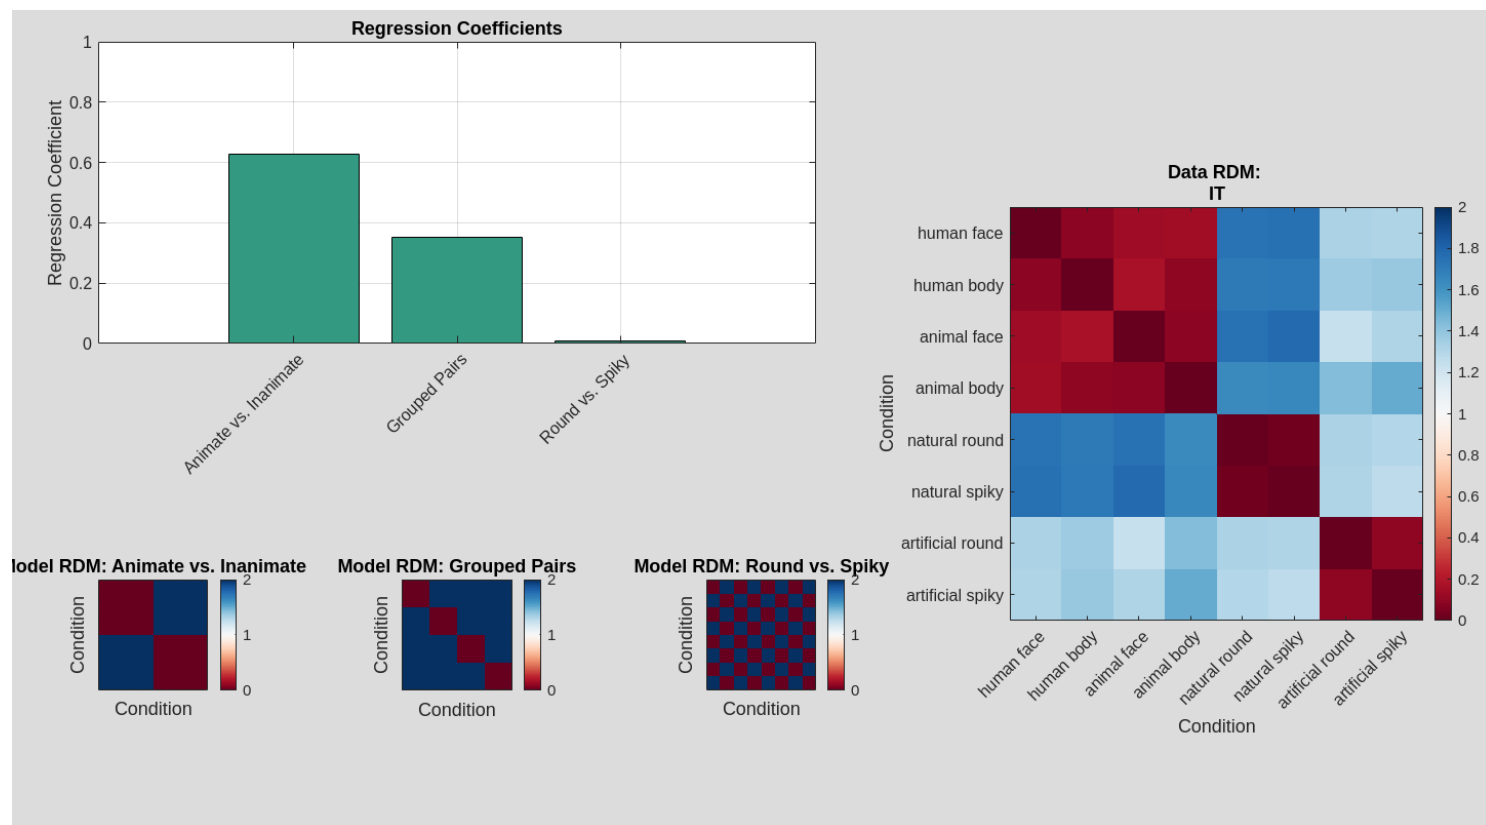 Regression Coefficients
1
0.8
0.6
0.4
0.2
0
Regression Coefficient
Animate vs. Inanimate
Grouped Pairs
Round vs. Spiky
Data RDM:
IT
human face
human body
animal face
animal body
natural round
natural spiky
artificial round
artificial spiky
Condition
human face
human body
animal face
animal body
natural round
natural spiky
artificial round
artificial spiky
Condition
2
1.8
1.6
1.4
1.2
1
0.8
0.6
0.4
0.2
0
Model RDM: Animate vs. Inanimate
Condition
Condition
2
1
0
Model RDM: Grouped Pairs
Condition
Condition
2
1
0
Model RDM: Round vs. Spiky
Condition
Condition
2
1
0